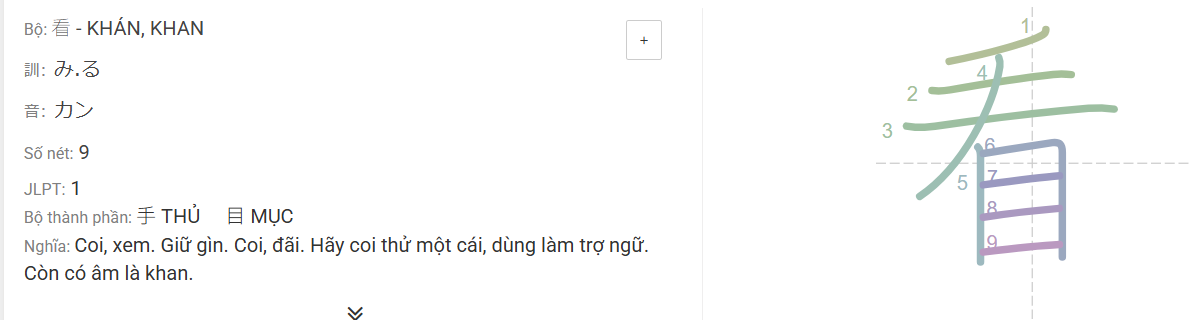 Bộ: 看 - KHÁN, KHAN
+
訓: み.る
音: カン
Số nét: 9
JLPT: 1
Bộ thành phần: 手 THỦ 目 MỤC
Nghĩa: Coi, xem. Giữ gìn. Coi, đãi. Hãy coi thử một cái, dùng làm trợ ngữ.
Còn có âm là khan.
看
1
2
3
4
5
6
7
8
9